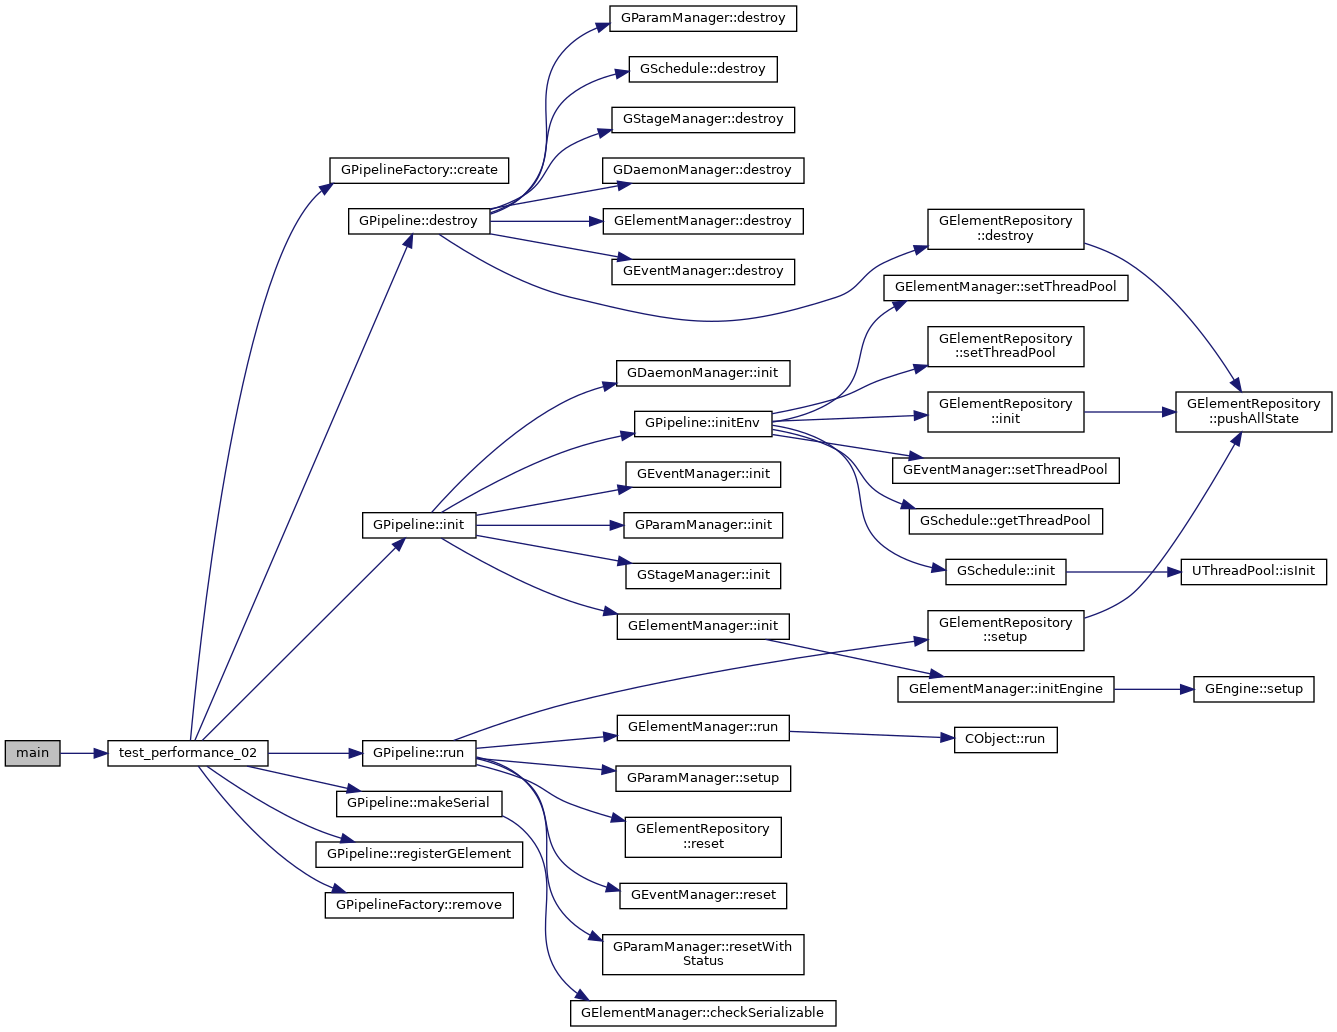 GParamManager::destroy
GSchedule::destroy
GStageManager::destroy
GPipelineFactory::create
GDaemonManager::destroy
GPipeline::destroy
GElementManager::destroy
GElementRepository
::destroy
GEventManager::destroy
GElementManager::setThreadPool
GElementRepository
::setThreadPool
GDaemonManager::init
GPipeline::initEnv
GElementRepository
::init
GElementRepository
::pushAllState
GEventManager::init
GEventManager::setThreadPool
GPipeline::init
GParamManager::init
GSchedule::getThreadPool
GStageManager::init
GSchedule::init
UThreadPool::isInit
GElementManager::init
GElementRepository
::setup
GElementManager::initEngine
GEngine::setup
main
test_performance_02
GPipeline::run
GElementManager::run
CObject::run
GParamManager::setup
GPipeline::makeSerial
GElementRepository
::reset
GPipeline::registerGElement
GEventManager::reset
GPipelineFactory::remove
GParamManager::resetWith
Status
GElementManager::checkSerializable